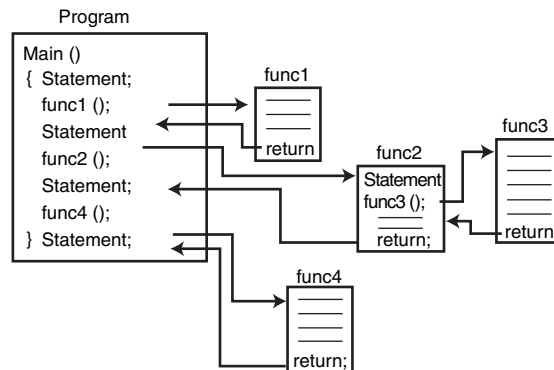 Program
Main ()
{ Statement;
func1 ();
Statement
func2 ();
Statement;
func4 ();
} Statement;
func1
return
func2
Statement
func3 ();
return;
func3
return
func4
return;